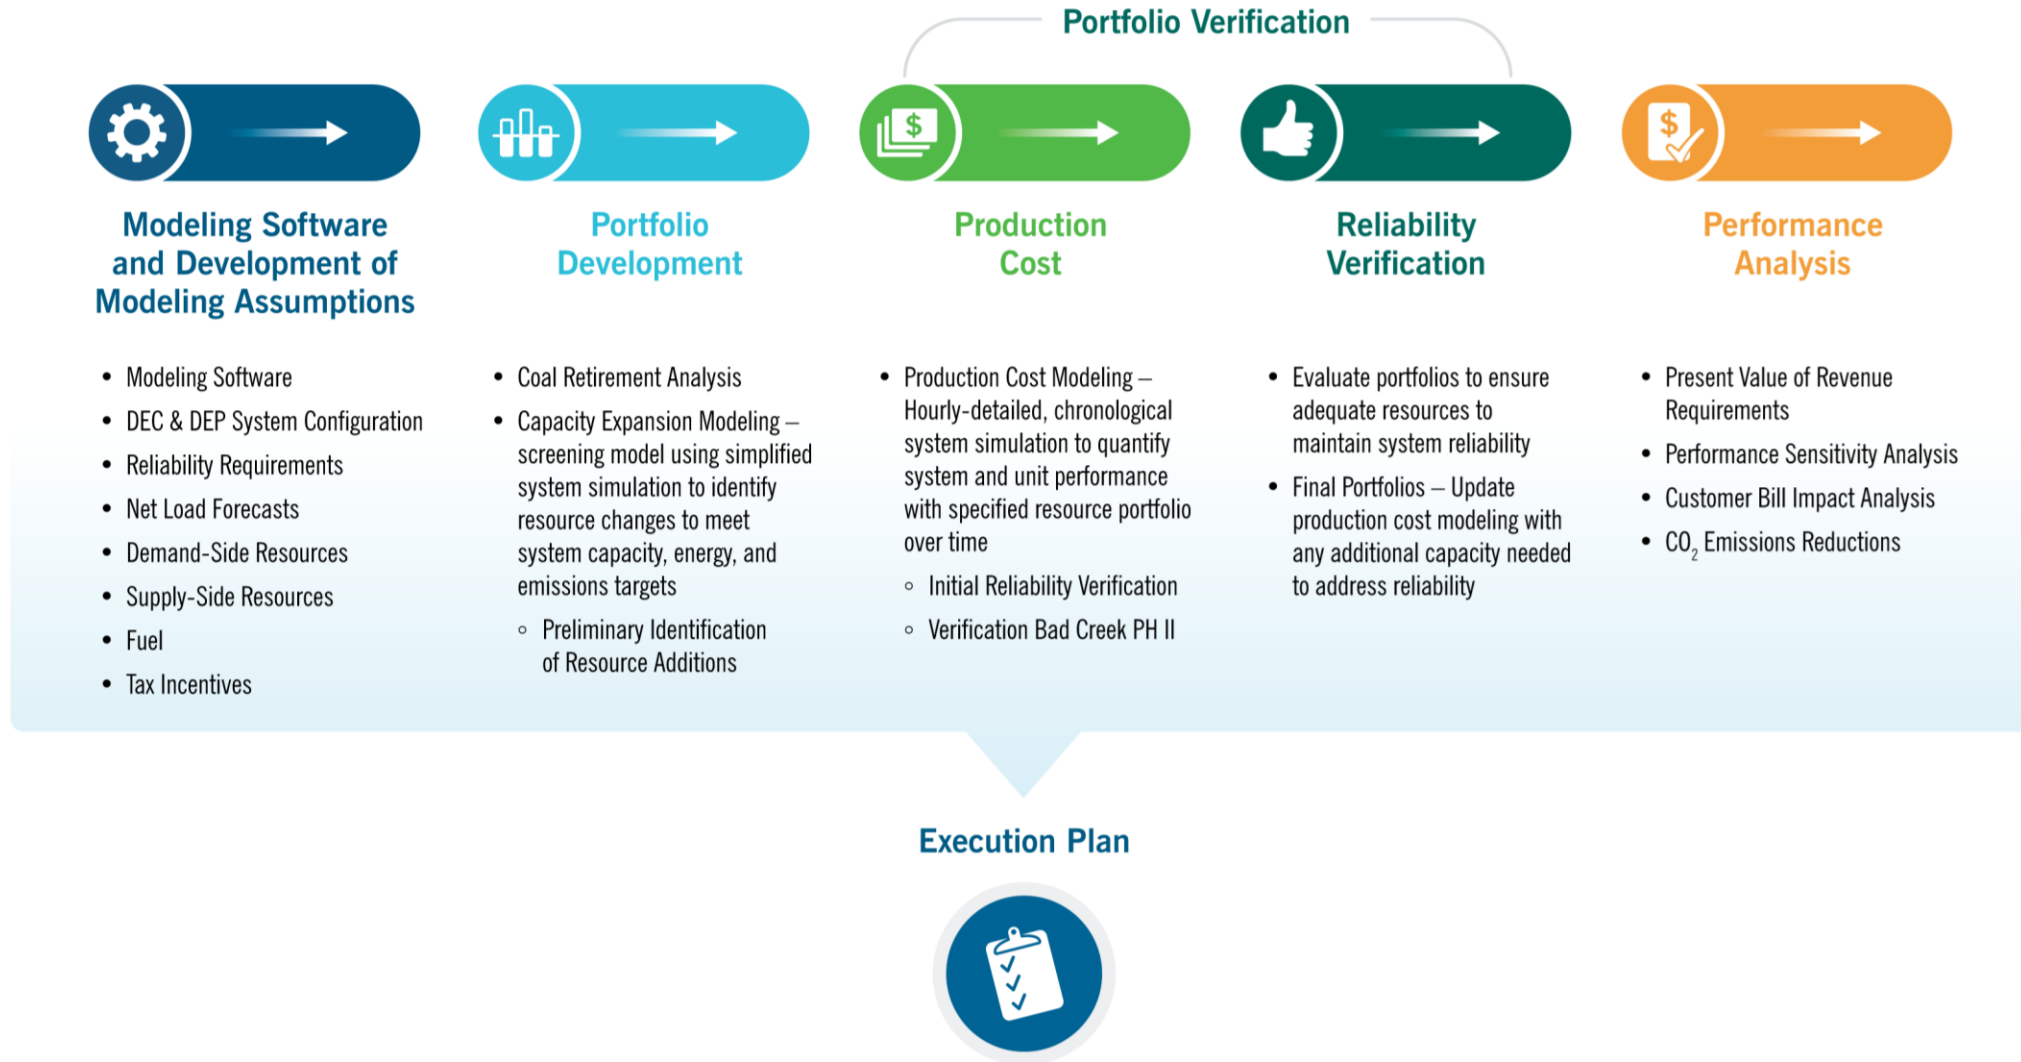 Portfolio Verification
Modeling Software
and Development of
Modeling Assumptions
• Modeling Software
• DEC & DEP System Configuration
• Reliability Requirements
• Net Load Forecasts
• Demand-Side Resources
• Supply-Side Resources
• Fuel
• Tax Incentives
Portfolio
Development
• Coal Retirement Analysis
• Capacity Expansion Modeling –
screening model using simplified
system simulation to identify
resource changes to meet
system capacity, energy, and
emissions targets
◦ Preliminary Identification
of Resource Additions
$
Production
Cost
• Production Cost Modeling –
Hourly-detailed, chronological
system simulation to quantify
system and unit performance
with specified resource portfolio
over time
◦ Initial Reliability Verification
◦ Verification Bad Creek PH II
Reliability
Verification
• Evaluate portfolios to ensure
adequate resources to
maintain system reliability
• Final Portfolios – Update
production cost modeling with
any additional capacity needed
to address reliability
$
Performance
Analysis
• Present Value of Revenue
Requirements
• Performance Sensitivity Analysis
• Customer Bill Impact Analysis
• CO₂ Emissions Reductions
Execution Plan